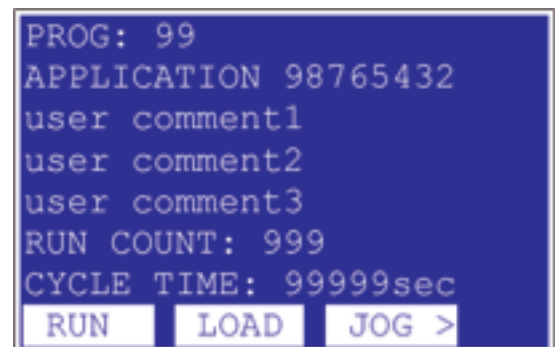 PROG: 99
APPLICATION 98765432
user comment1
user comment2
user comment3
RUN COUNT: 999
CYCLE TIME: 99999sec
RUN LOAD JOG >